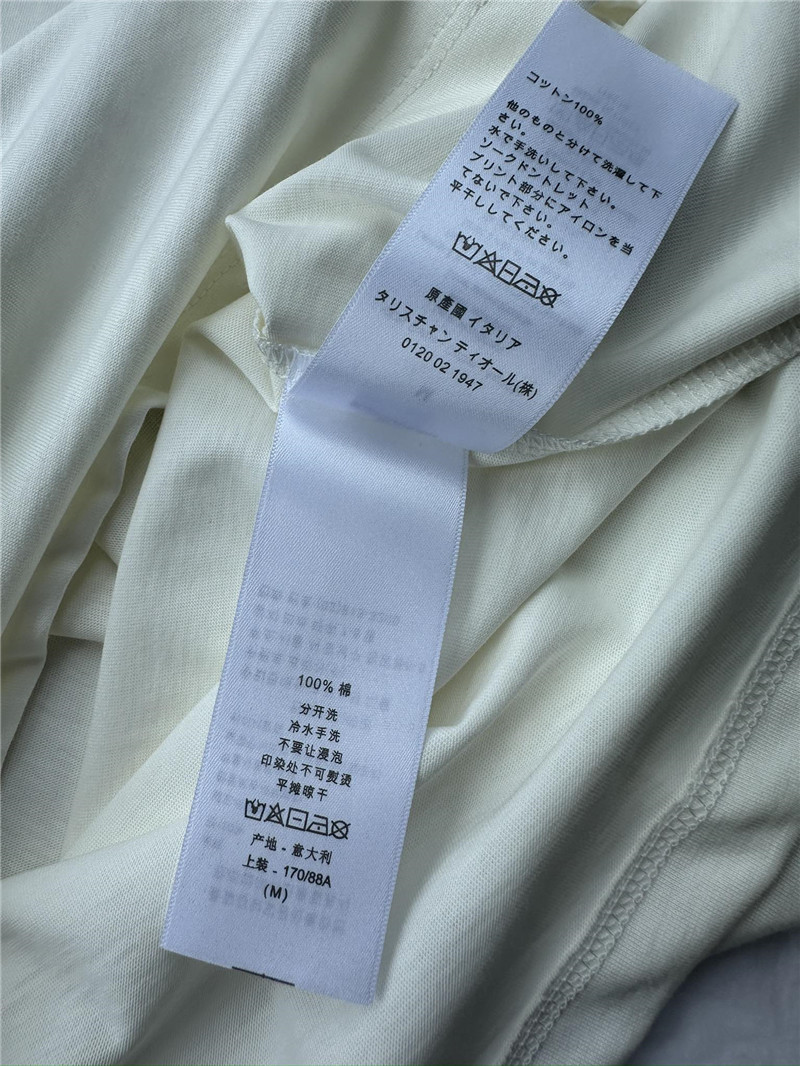 コットン100%
他のものと分けて洗濯して下
さい。
水で手洗いして下さい。
ソークドントレット
プリント部分にアイロンを当
てないで下さい。
平干ししてください。
原產國 イタリア
タリスチャンティオール(株)
0120 02 1947
100% 棉
分开洗
冷水手洗
不要让漫泡
印染处不可熨烫
平摊晾干
产地 - 意大利
上装 - 170/88A
(M)